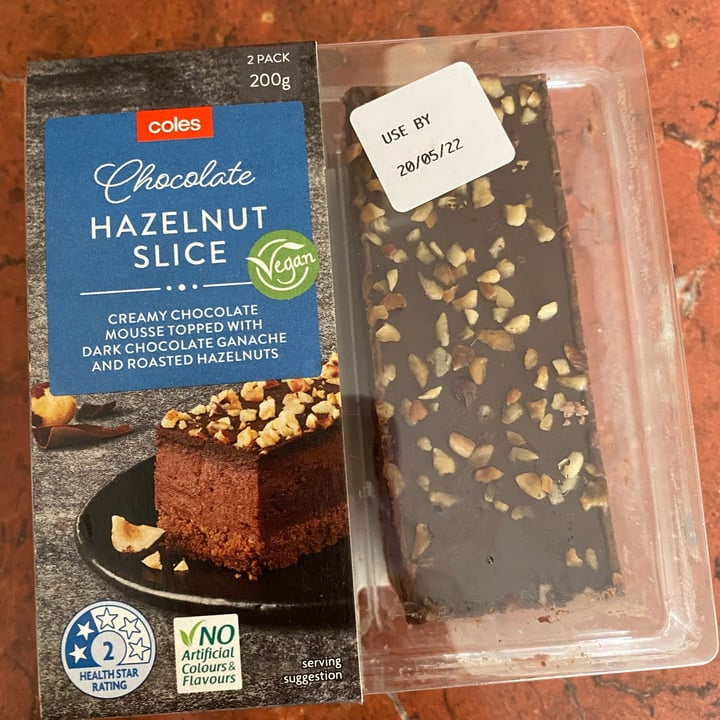 2 PACK
200g
coles
Chocolate
HAZELNUT
SLICE
Vegan
CREAMY CHOCOLATE
MOUSSE TOPPED WITH
DARK CHOCOLATE GANACHE
AND ROASTED HAZELNUTS
2
HEALTH STAR
RATING
NO
Artificial
Colours &
Flavours
serving
suggestion
USE BY
20/05/22